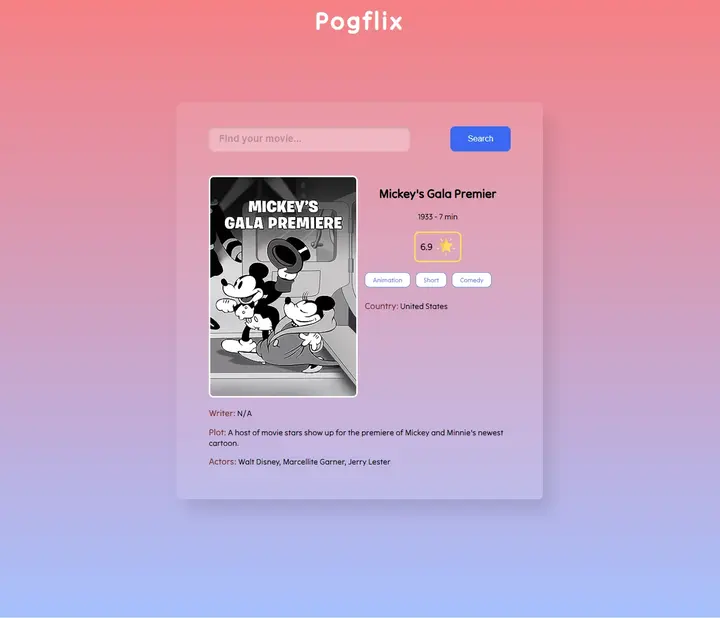 Pogflix
Find your movie...
Search
MICKEY'S
GALA PREMIERE
Mickey's Gala Premier
1933 - 7 min
6.9
Animation
Short
Comedy
Country: United States
Writer: N/A
Plot: A host of movie stars show up for the premiere of Mickey and Minnie's newest
cartoon.
Actors: Walt Disney, Marcellite Garner, Jerry Lester